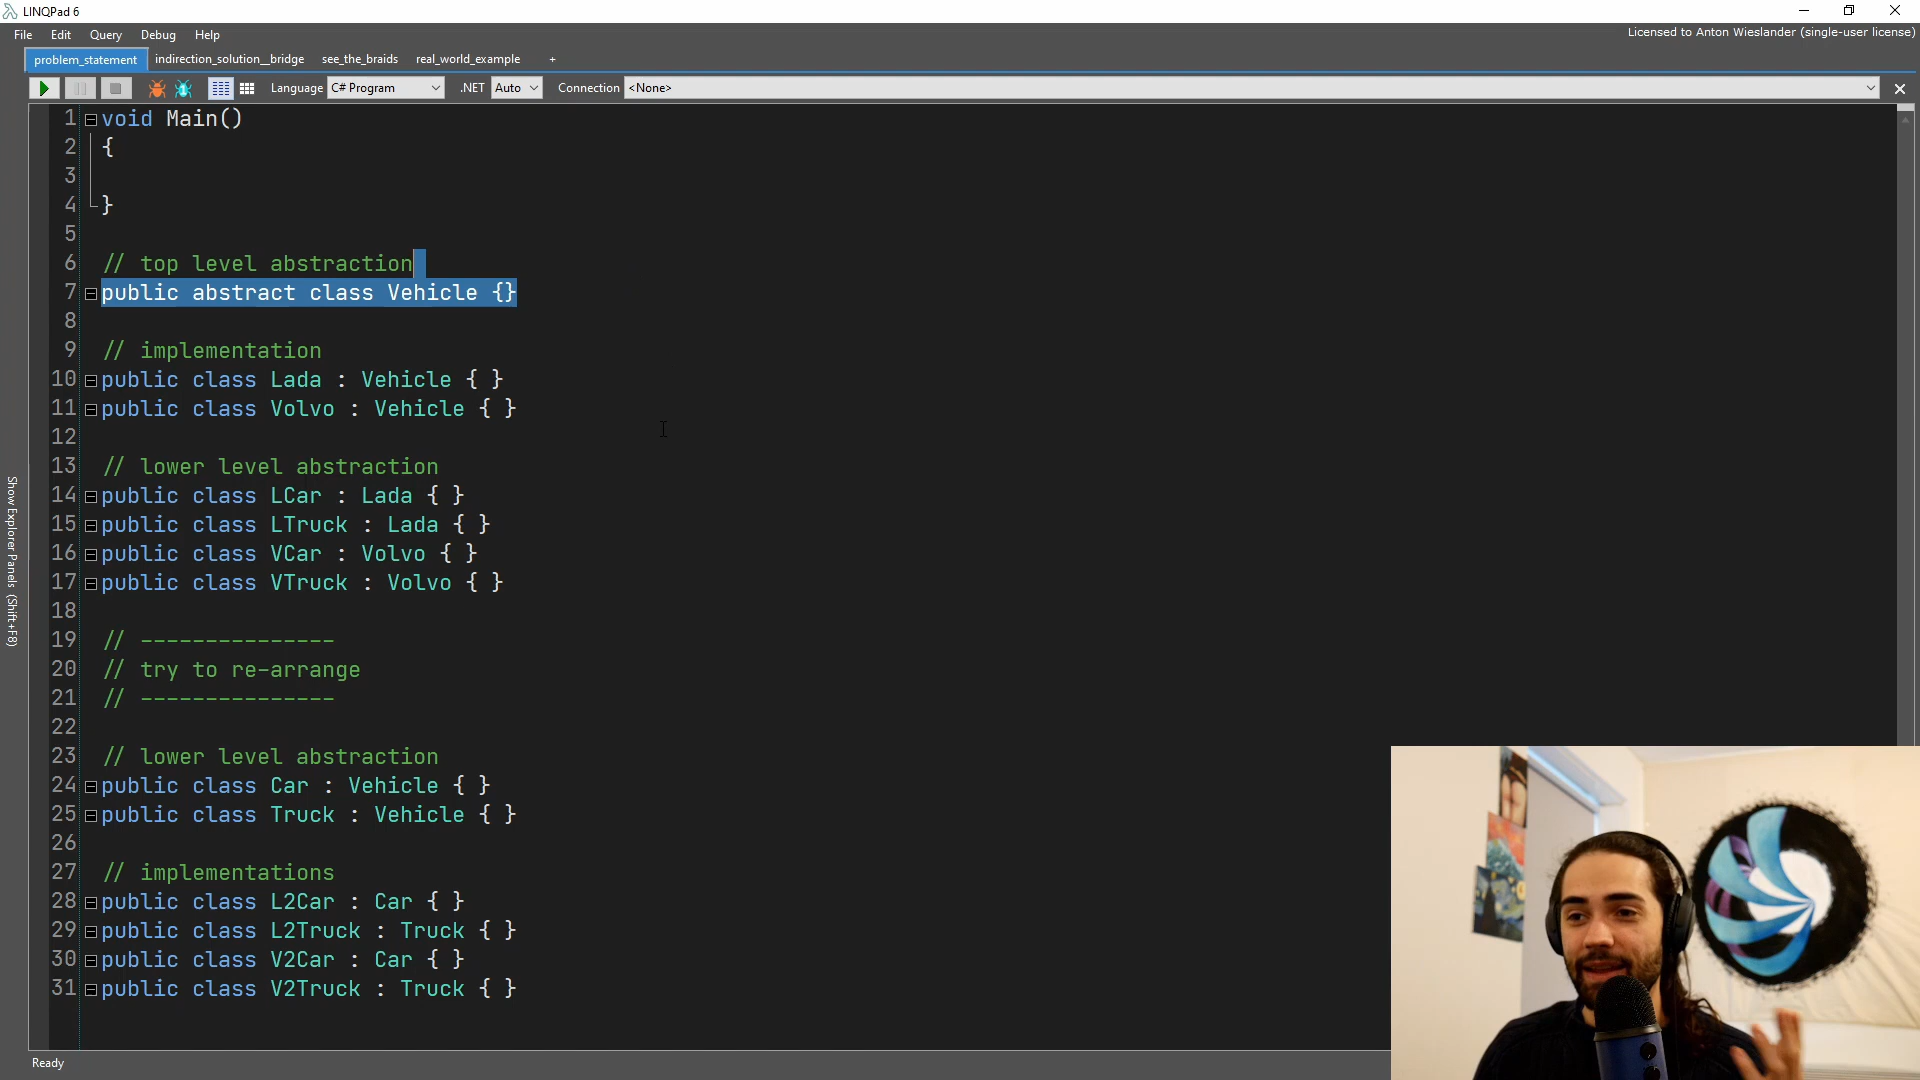 LINQPad 6
File Edit Query Debug Help
Licensed to Anton Wieslander (single-user license)
problem_statement indirection_solution__bridge see_the_braids real_world_example +
Language C# Program .NET Auto Connection <None>
1 void Main()
2 {
3
4 }
5
6 // top level abstraction
7 public abstract class Vehicle {}
8
9 // implementation
10 public class Lada : Vehicle { }
11 public class Volvo : Vehicle { }
12
13 // lower level abstraction
14 public class LCar : Lada { }
15 public class LTruck : Lada { }
16 public class VCar : Volvo { }
17 public class VTruck : Volvo { }
18
19 // ---------------
20 // try to re-arrange
21 // ---------------
22
23 // lower level abstraction
24 public class Car : Vehicle { }
25 public class Truck : Vehicle { }
26
27 // implementations
28 public class L2Car : Car { }
29 public class L2Truck : Truck { }
30 public class V2Car : Car { }
31 public class V2Truck : Truck { }
Show Explorer Panels (Shift+F8)
Ready